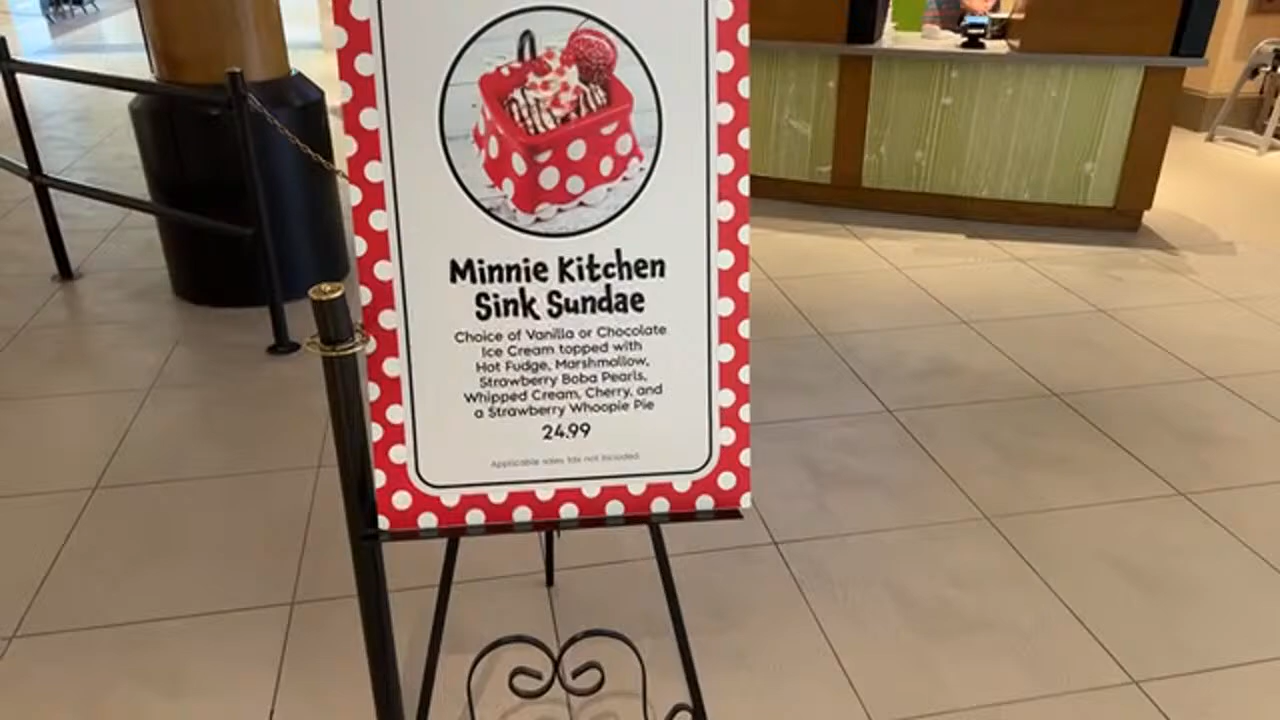 Minnie Kitchen
Sink Sundae
Choice of Vanilla or Chocolate
Ice Cream topped with
Hot Fudge, Marshmallow,
Strawberry Boba Pearls,
Whipped Cream, Cherry, and
a Strawberry Whoopie Pie
24.99
Applicable sales tax not included.